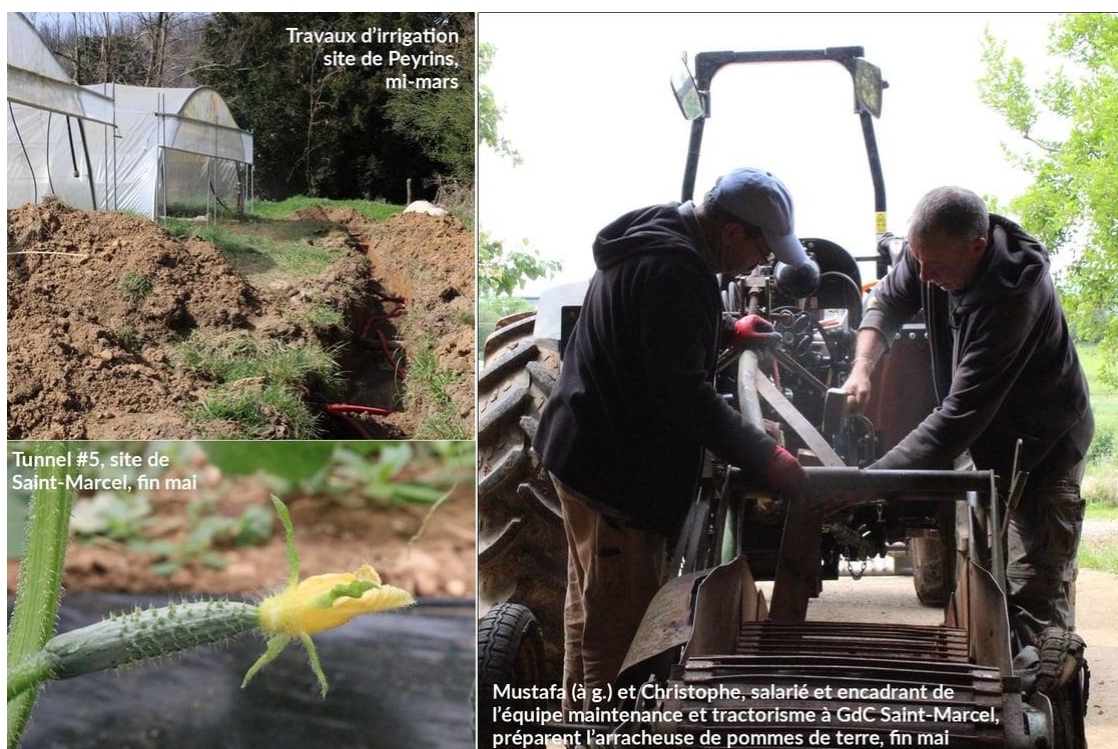 Travaux d'irrigation
site de Peyrins,
mi-mars
Tunnel #5, site de
Saint-Marcel, fin mai
Mustafa (à g.) et Christophe, salarié et encadrant de
l'équipe maintenance et tractorisme à GdC Saint-Marcel,
préparent l'arracheuse de pommes de terre, fin mai